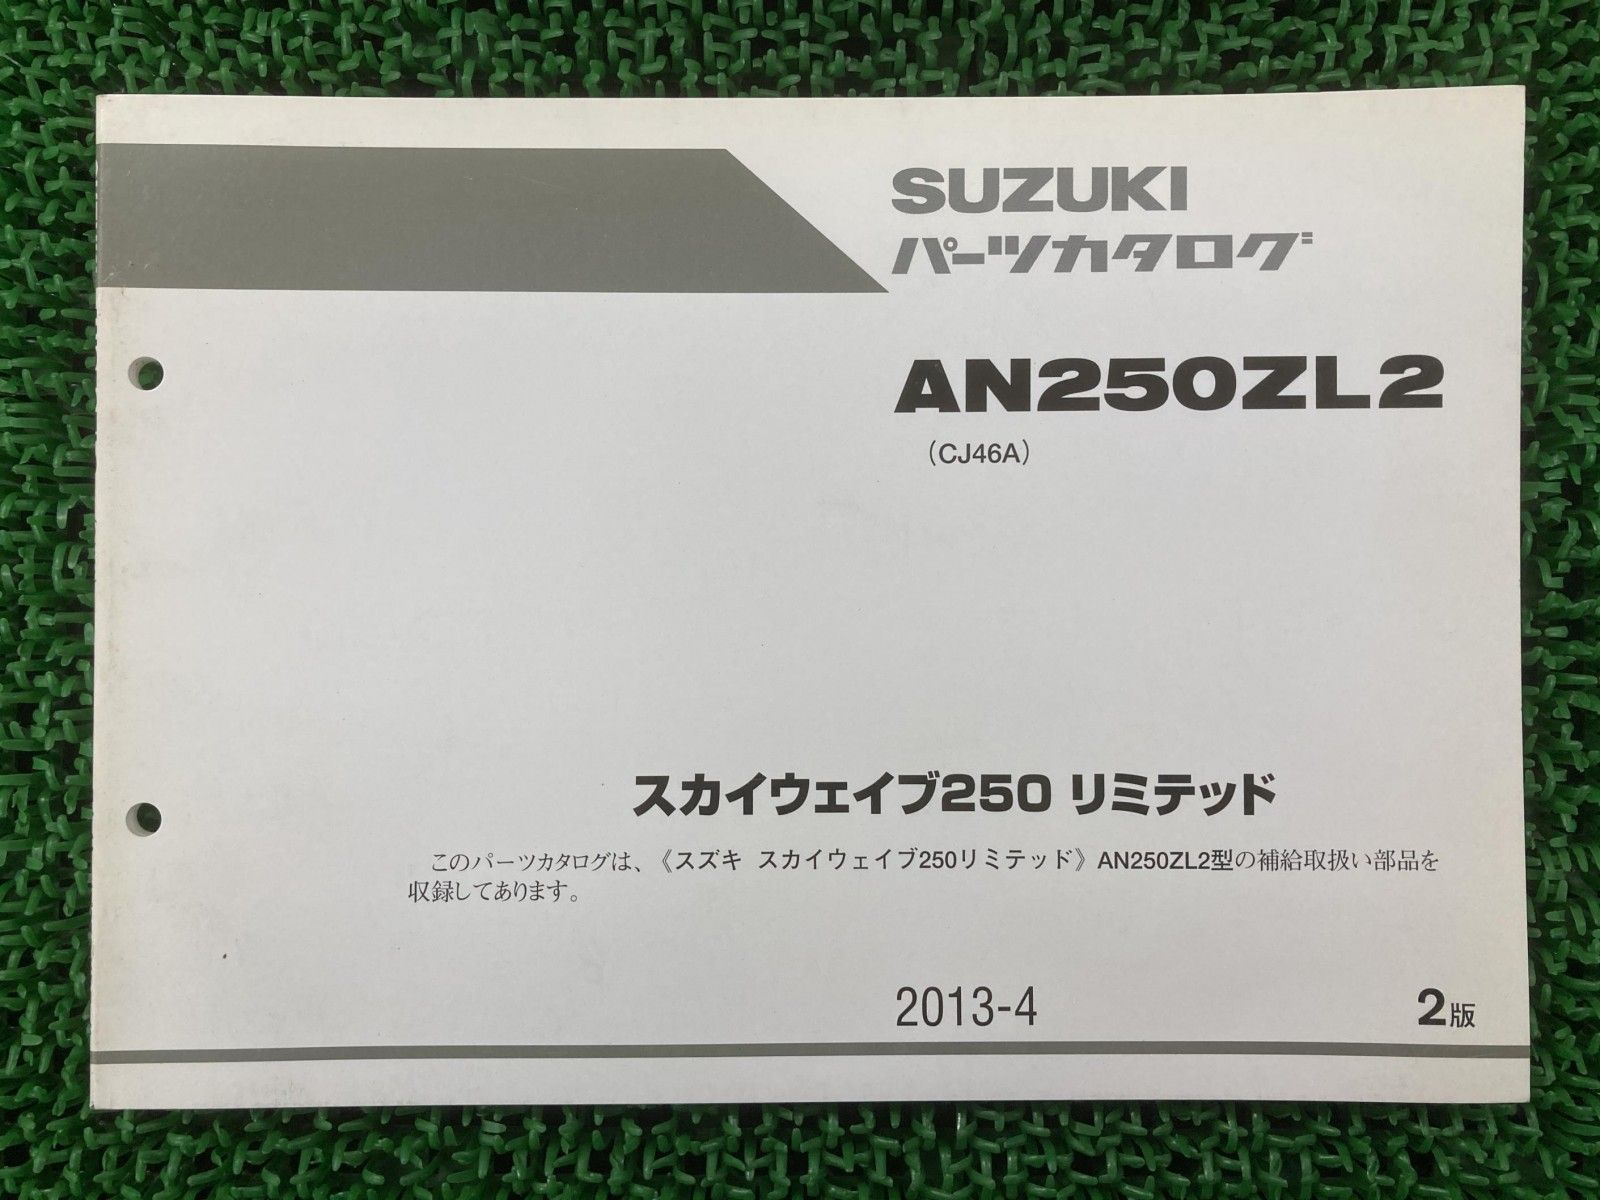 SUZUKI
パーツカタログ
AN250ZL2
（CJ46A）
スカイウェイブ250 リミテッド
このパーツカタログは、《スズキ スカイウェイブ250リミテッド》AN250ZL2型の補給取扱い部品を
収録してあります。
2013-4 2版